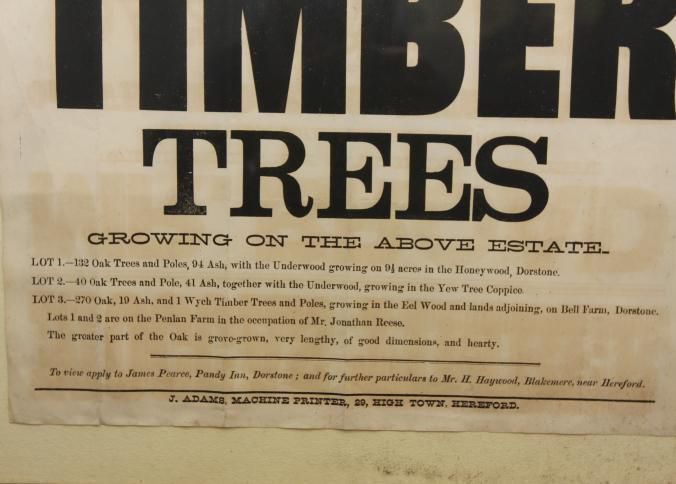 TIMBER
TREES
GROWING ON THE ABOVE ESTATE.
LOT 1.—132 Oak Trees and Poles, 94 Ash, with the Underwood growing on 9½ acres in the Honeywood, Dorstone.
LOT 2.—40 Oak Trees and Pole, 41 Ash, together with the Underwood, growing in the Yew Tree Coppice.
LOT 3.—270 Oak, 19 Ash, and 1 Wych Timber Trees and Poles, growing in the Eel Wood and lands adjoining, on Bell Farm, Dorstone.
Lots 1 and 2 are on the Penlan Farm in the occupation of Mr. Jonathan Reese.
The greater part of the Oak is grove-grown, very lengthy, of good dimensions, and hearty.
To view apply to James Pearce, Pandy Inn, Dorstone; and for further particulars to Mr. H. Haywood, Blakemere, near Hereford.
J. ADAMS, MACHINE PRINTER, 29, HIGH TOWN, HEREFORD.